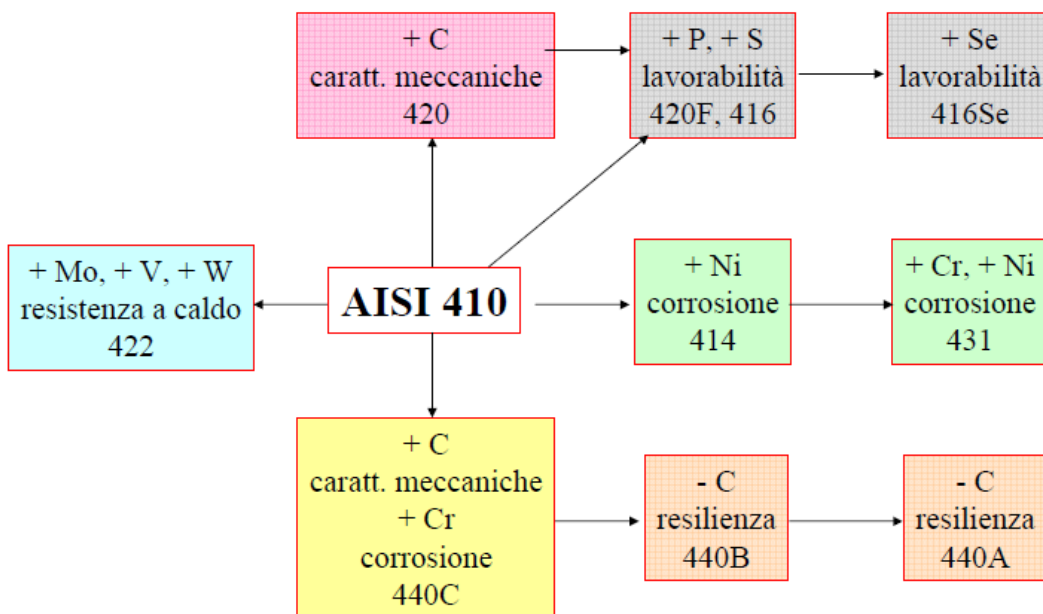 + C
caratt. meccaniche
420
+ P, + S
lavorabilità
420F, 416
+ Se
lavorabilità
416Se
+ Mo, + V, + W
resistenza a caldo
422
AISI 410
+ Ni
corrosione
414
+ Cr, + Ni
corrosione
431
+ C
caratt. meccaniche
+ Cr
corrosione
440C
- C
resilienza
440B
- C
resilienza
440A